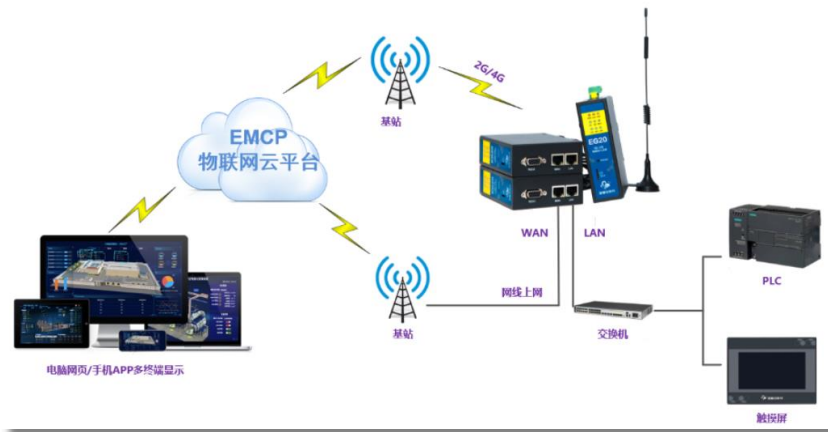 2G/4G
基站
EG20
EMCP
物联网云平台
WAN
LAN
PLC
网线上网
基站
交换机
电脑网页/手机APP多终端显示
触摸屏